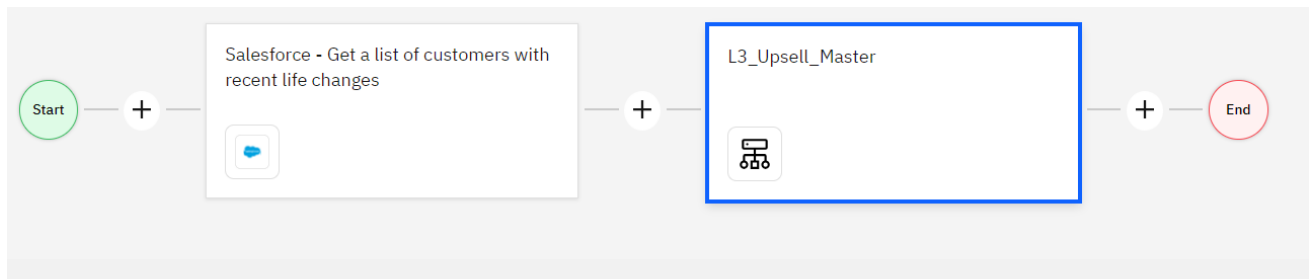 Start
+
Salesforce - Get a list of customers with
recent life changes
+
L3_Upsell_Master
+
End